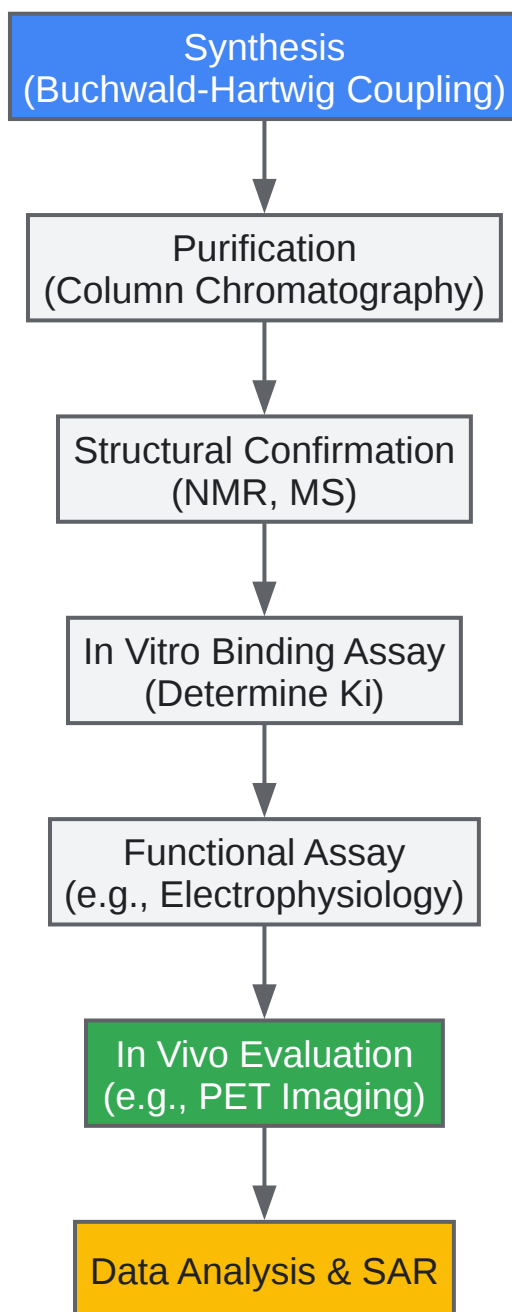 Synthesis
(Buchwald-Hartwig Coupling)
Purification
(Column Chromatography)
Structural Confirmation
(NMR, MS)
In Vitro Binding Assay
(Determine Ki)
Functional Assay
(e.g., Electrophysiology)
In Vivo Evaluation
(e.g., PET Imaging)
Data Analysis & SAR